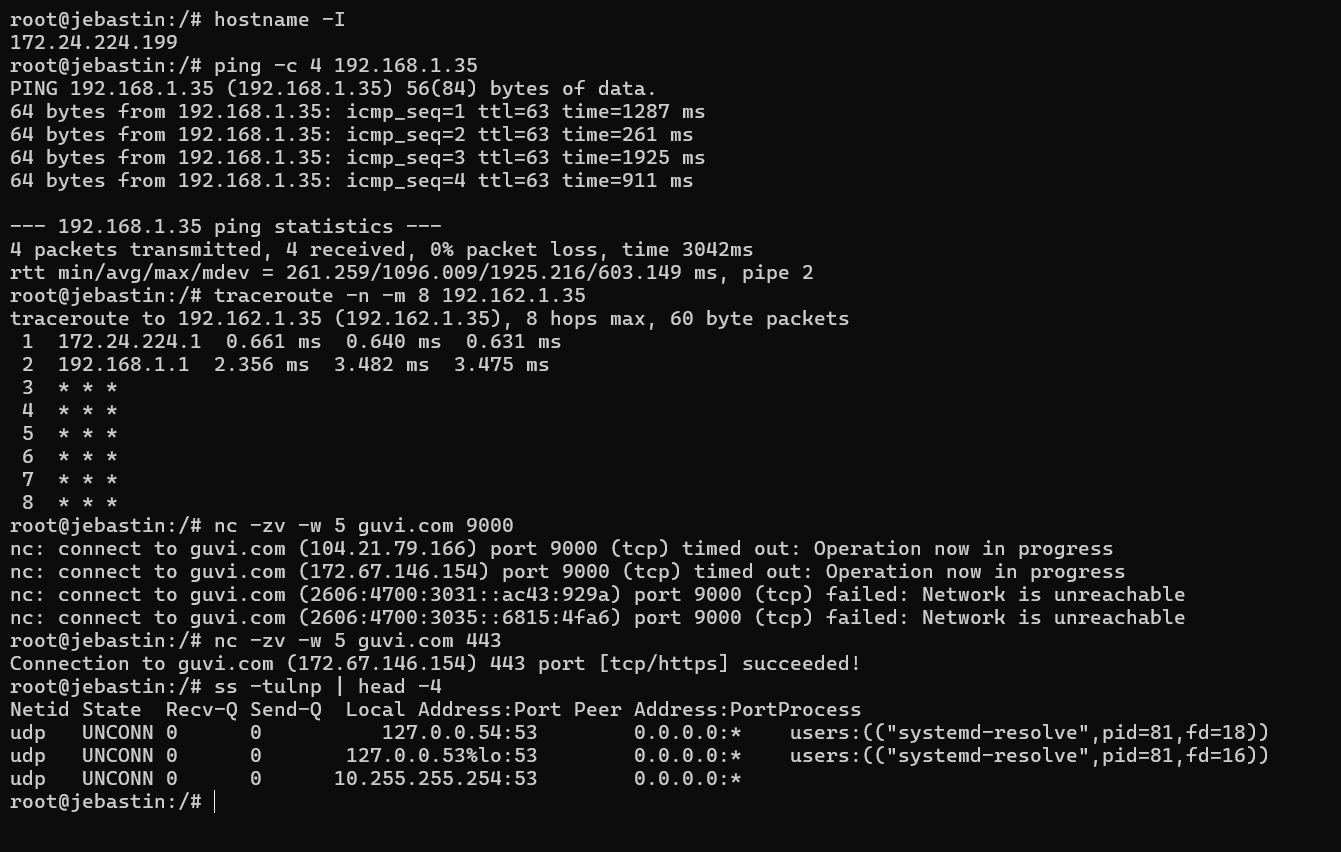 root@jebastin:/# hostname -I
172.24.224.199
root@jebastin:/# ping -c 4 192.168.1.35
PING 192.168.1.35 (192.168.1.35) 56(84) bytes of data.
64 bytes from 192.168.1.35: icmp_seq=1 ttl=63 time=1287 ms
64 bytes from 192.168.1.35: icmp_seq=2 ttl=63 time=261 ms
64 bytes from 192.168.1.35: icmp_seq=3 ttl=63 time=1925 ms
64 bytes from 192.168.1.35: icmp_seq=4 ttl=63 time=911 ms

--- 192.168.1.35 ping statistics ---
4 packets transmitted, 4 received, 0% packet loss, time 3042ms
rtt min/avg/max/mdev = 261.259/1096.009/1925.216/603.149 ms, pipe 2
root@jebastin:/# traceroute -n -m 8 192.162.1.35
traceroute to 192.162.1.35 (192.162.1.35), 8 hops max, 60 byte packets
 1  172.24.224.1  0.661 ms  0.640 ms  0.631 ms
 2  192.168.1.1  2.356 ms  3.482 ms  3.475 ms
 3  * * *
 4  * * *
 5  * * *
 6  * * *
 7  * * *
 8  * * *
root@jebastin:/# nc -zv -w 5 guvi.com 9000
nc: connect to guvi.com (104.21.79.166) port 9000 (tcp) timed out: Operation now in progress
nc: connect to guvi.com (172.67.146.154) port 9000 (tcp) timed out: Operation now in progress
nc: connect to guvi.com (2606:4700:3031::ac43:929a) port 9000 (tcp) failed: Network is unreachable
nc: connect to guvi.com (2606:4700:3035::6815:4fa6) port 9000 (tcp) failed: Network is unreachable
root@jebastin:/# nc -zv -w 5 guvi.com 443
Connection to guvi.com (172.67.146.154) 443 port [tcp/https] succeeded!
root@jebastin:/# ss -tulnp | head -4
Netid State  Recv-Q Send-Q  Local Address:Port Peer Address:PortProcess
udp   UNCONN 0      0          127.0.0.54:53        0.0.0.0:*    users:(("systemd-resolve",pid=81,fd=18))
udp   UNCONN 0      0       127.0.0.53%lo:53        0.0.0.0:*    users:(("systemd-resolve",pid=81,fd=16))
udp   UNCONN 0      0      10.255.255.254:53        0.0.0.0:*
root@jebastin:/#